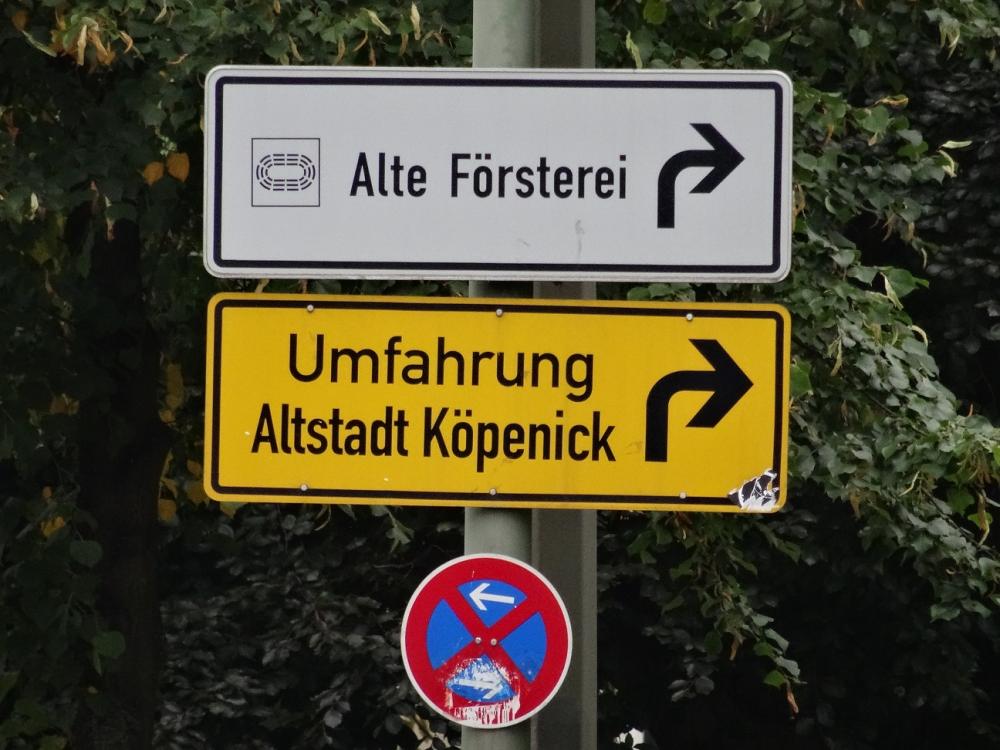 Alte Försterei
Umfahrung
Altstadt Köpenick